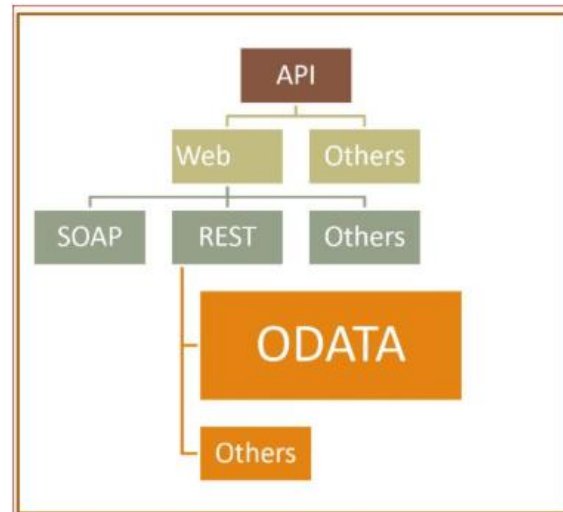 API
Web
Others
SOAP
REST
Others
ODATA
Others